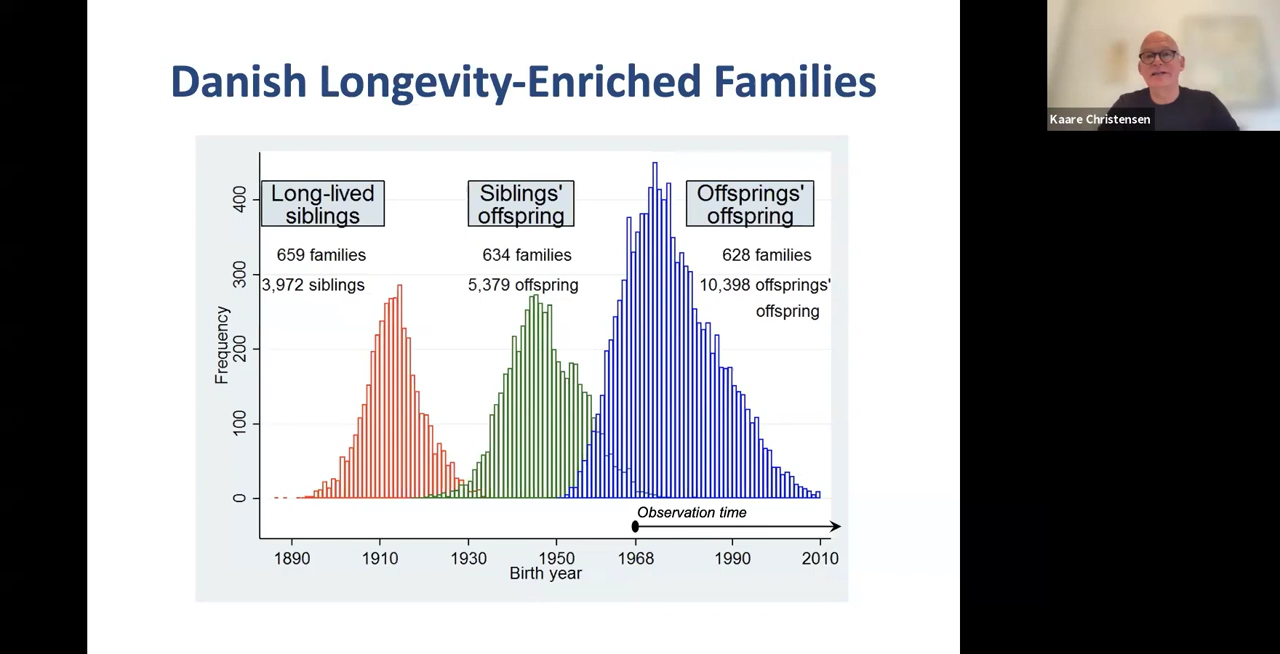 Danish Longevity-Enriched Families
Kaare Christensen
Long-lived
siblings
659 families
3,972 siblings
Siblings'
offspring
634 families
5,379 offspring
Offsprings'
offspring
628 families
10,398 offsprings'
offspring
Frequency
400
300
200
100
0
Observation time
1890 1910 1930 1950 1968 1990 2010
Birth year